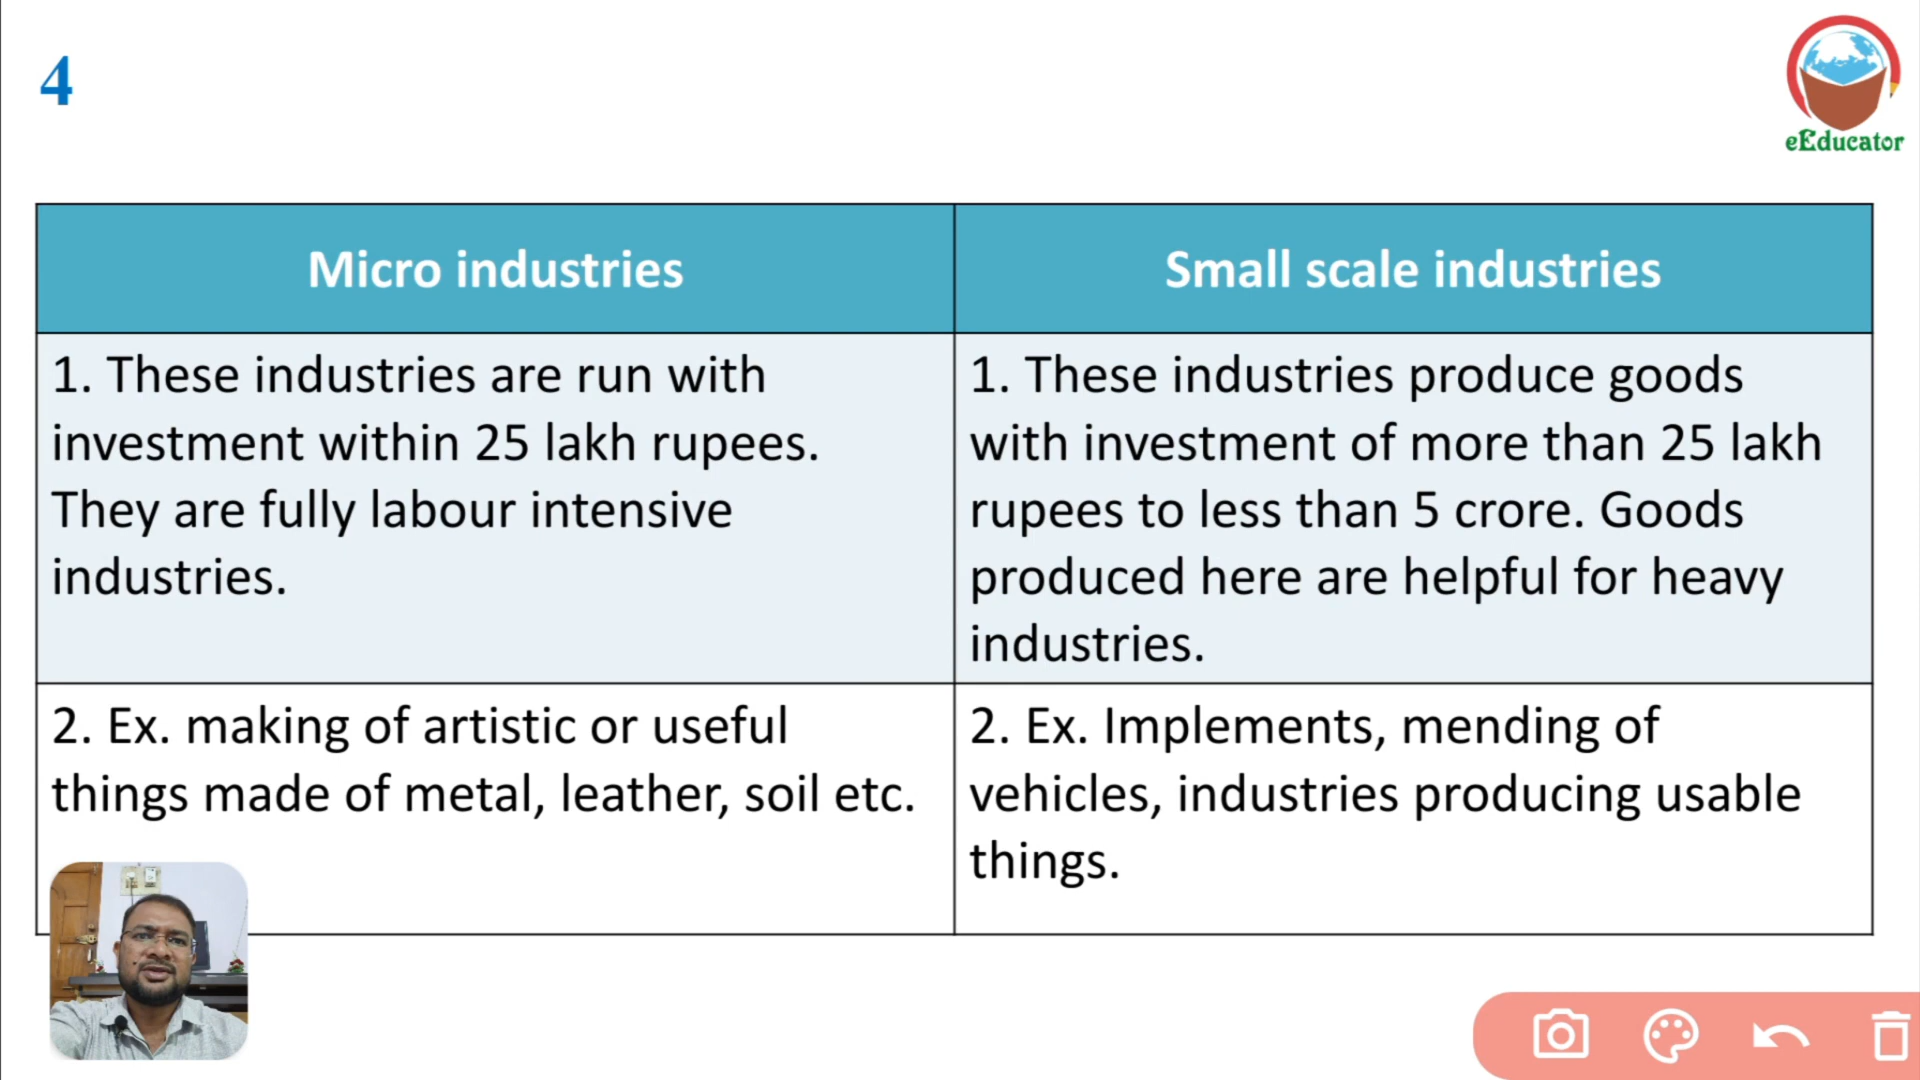 4
eEducator
Micro industries
Small scale industries
1. These industries are run with
investment within 25 lakh rupees.
They are fully labour intensive
industries.
1. These industries produce goods
with investment of more than 25 lakh
rupees to less than 5 crore. Goods
produced here are helpful for heavy
industries.
2. Ex. making of artistic or useful
things made of metal, leather, soil etc.
2. Ex. Implements, mending of
vehicles, industries producing usable
things.